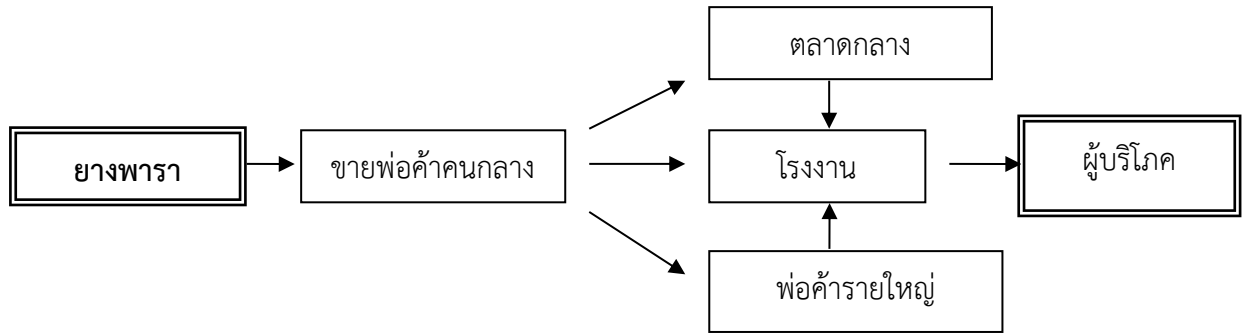 ตลาดกลาง
ยางพารา
ขายพ่อค้าคนกลาง
โรงงาน
ผู้บริโภค
พ่อค้ารายใหญ่